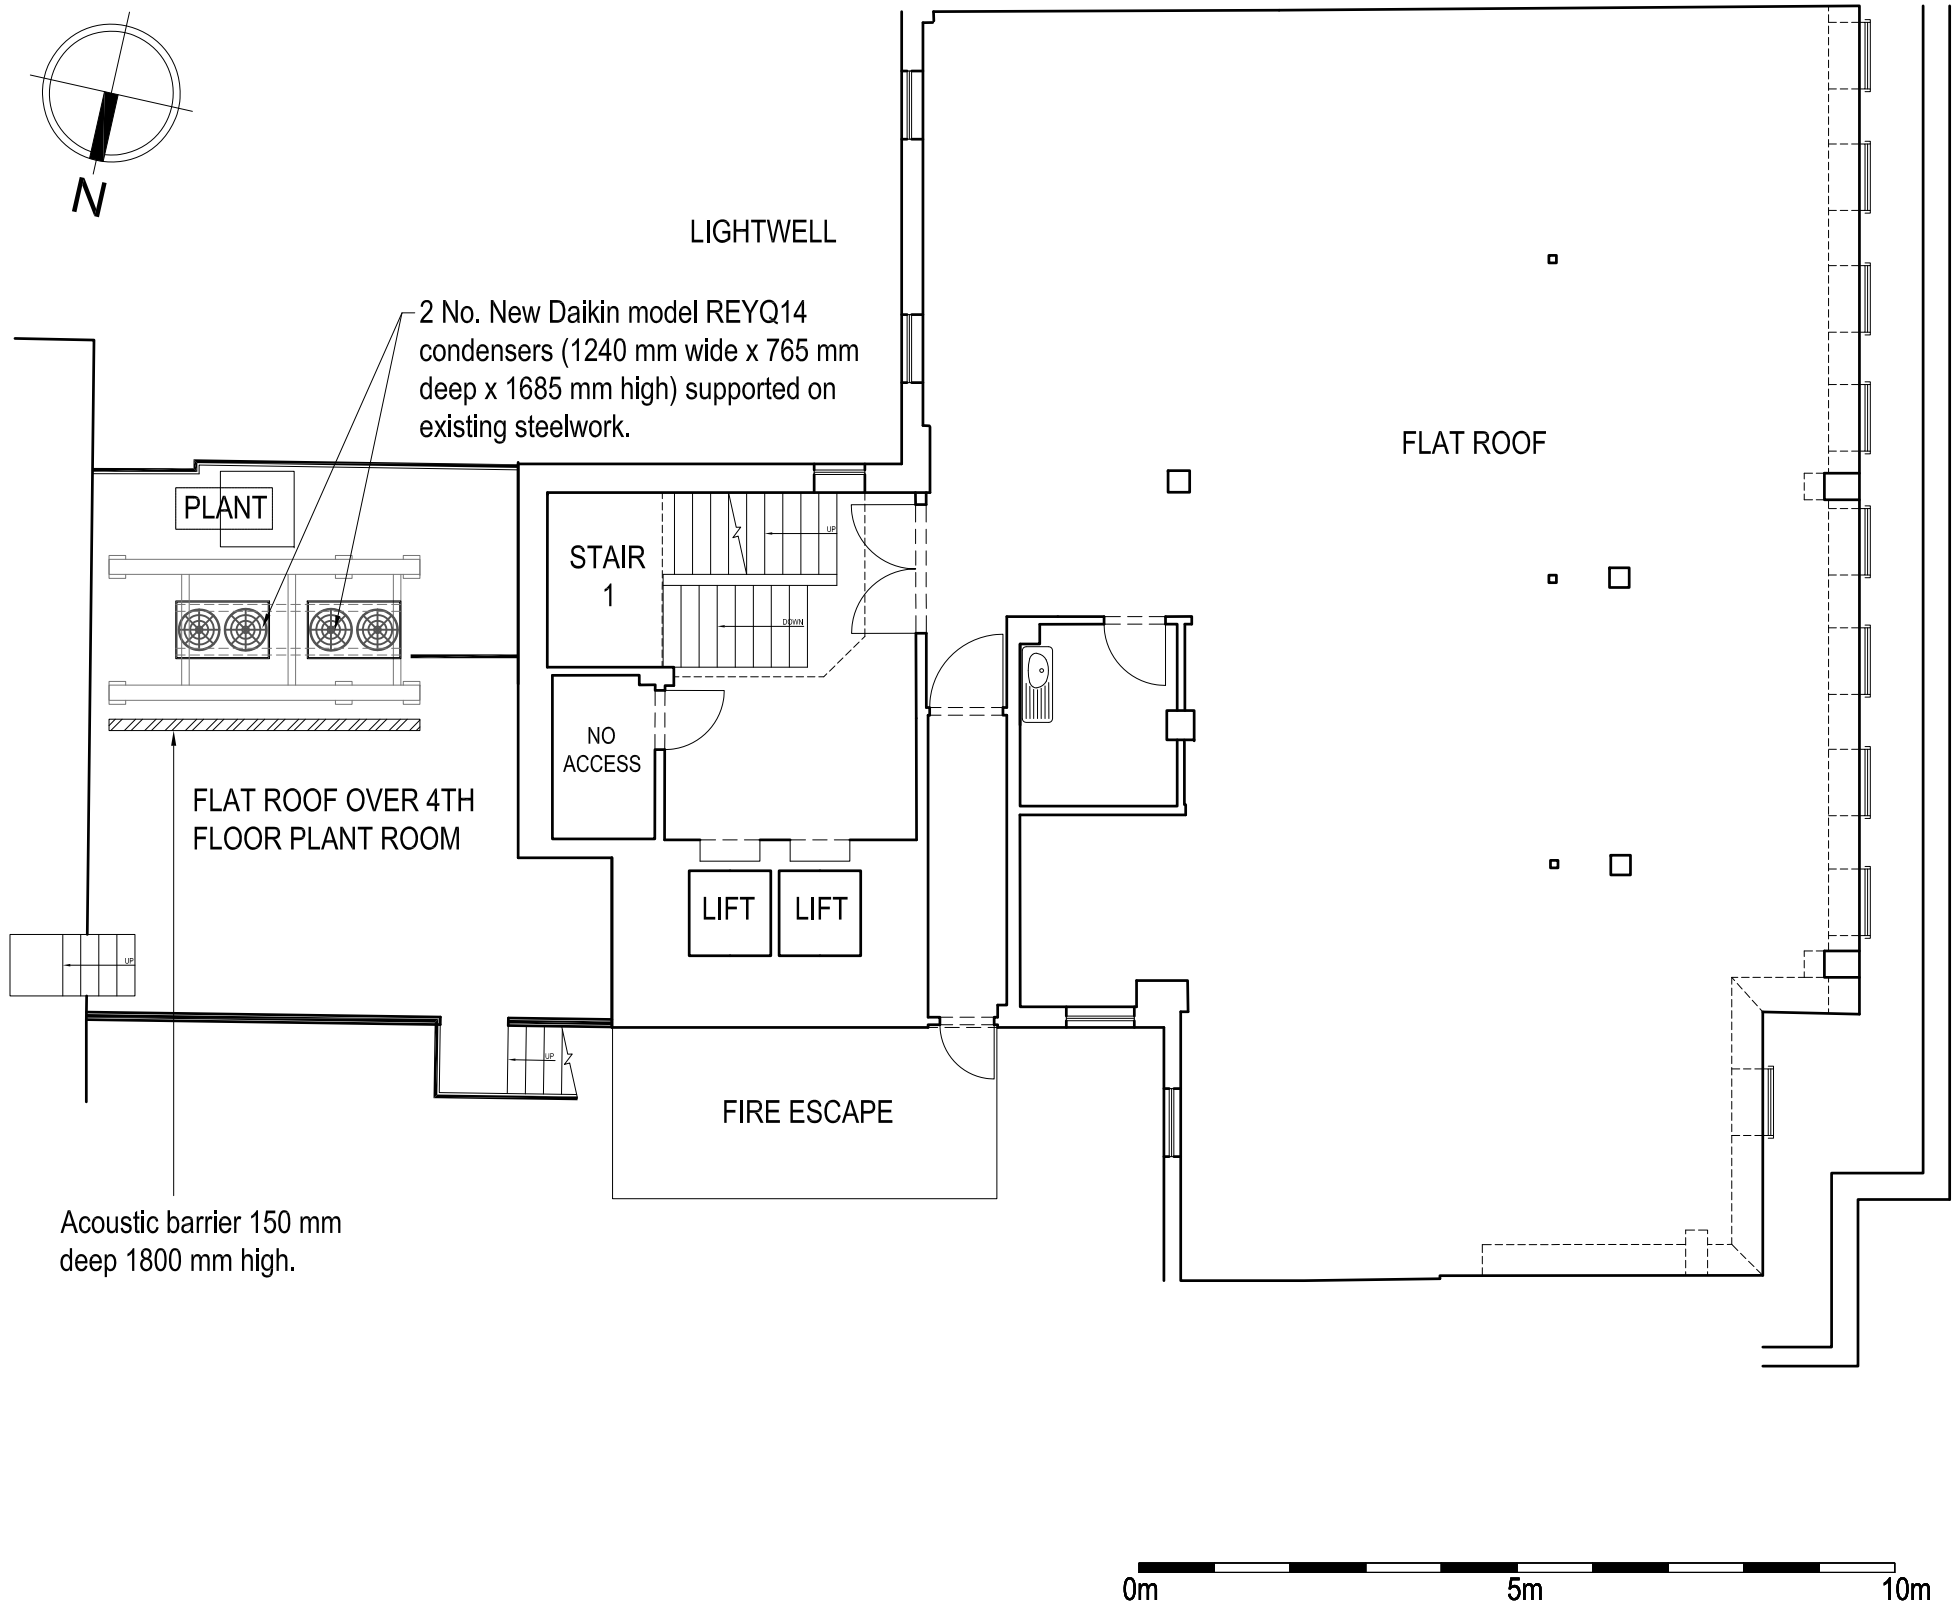 N
LIGHTWELL
2 No. New Daikin model REYQ14
condensers (1240 mm wide x 765 mm
deep x 1685 mm high) supported on
existing steelwork.
FLAT ROOF
PLANT
UP
STAIR
1
DOWN
NO
ACCESS
FLAT ROOF OVER 4TH
FLOOR PLANT ROOM
LIFT
LIFT
UP
UP
FIRE ESCAPE
Acoustic barrier 150 mm
deep 1800 mm high.
0m
5m
10m